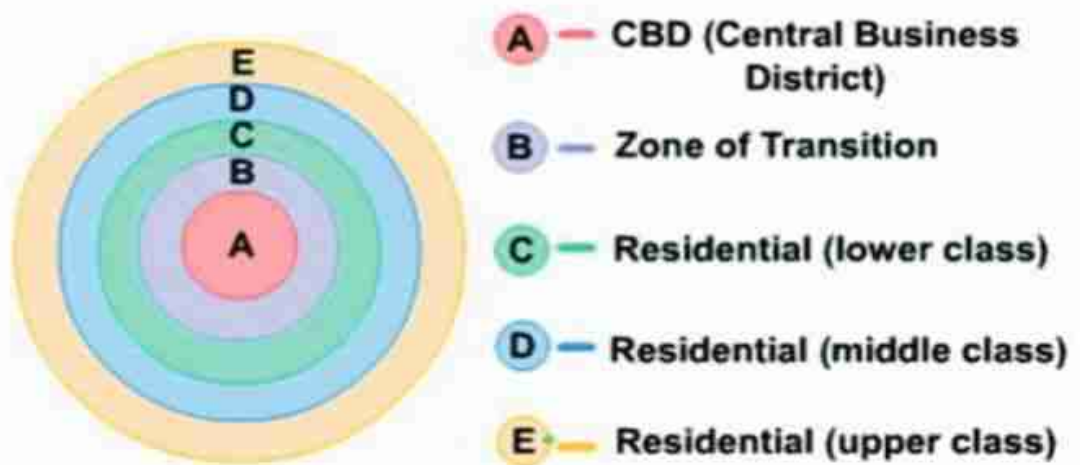 E
D
C
B
A
A CBD (Central Business
District)
B Zone of Transition
C Residential (lower class)
D Residential (middle class)
E Residential (upper class)